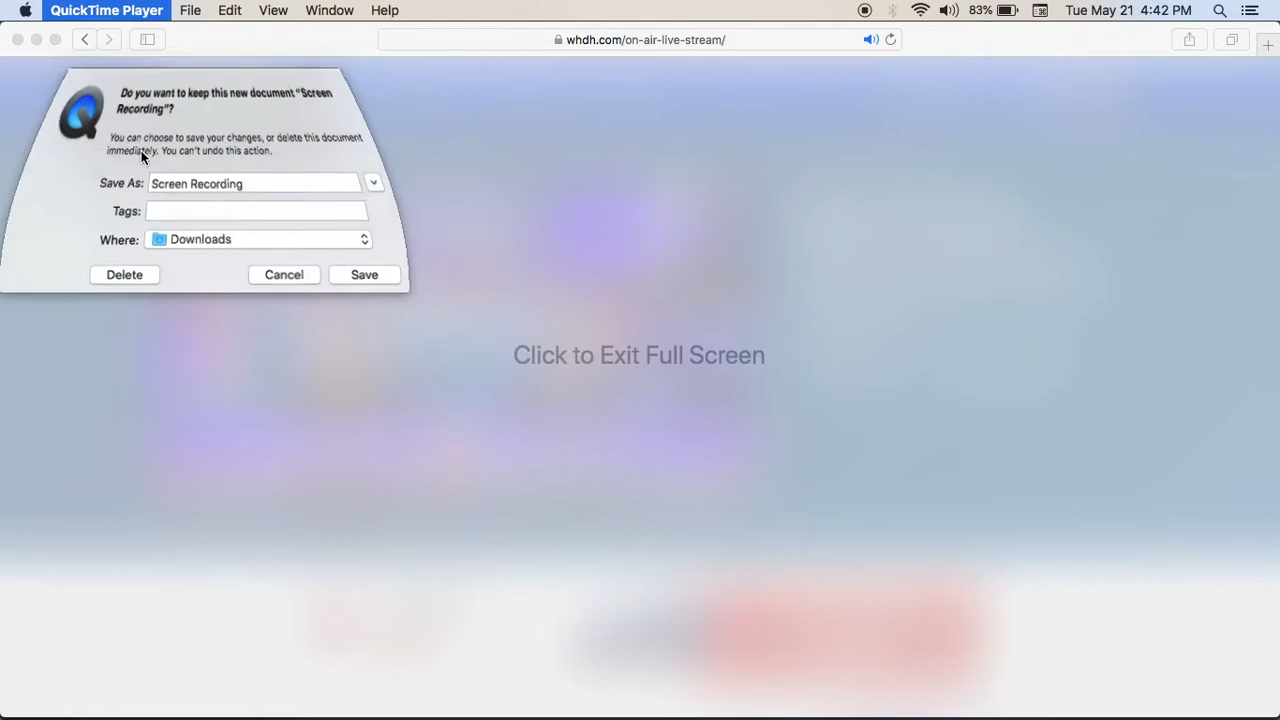 QuickTime Player File Edit View Window Help 83% Tue May 21 4:42 PM
whdh.com/on-air-live-stream/
Do you want to keep this new document "Screen
Recording"?
You can choose to save your changes, or delete this document
immediately. You can't undo this action.
Save As: Screen Recording
Tags:
Where: Downloads
Delete Cancel Save
Click to Exit Full Screen